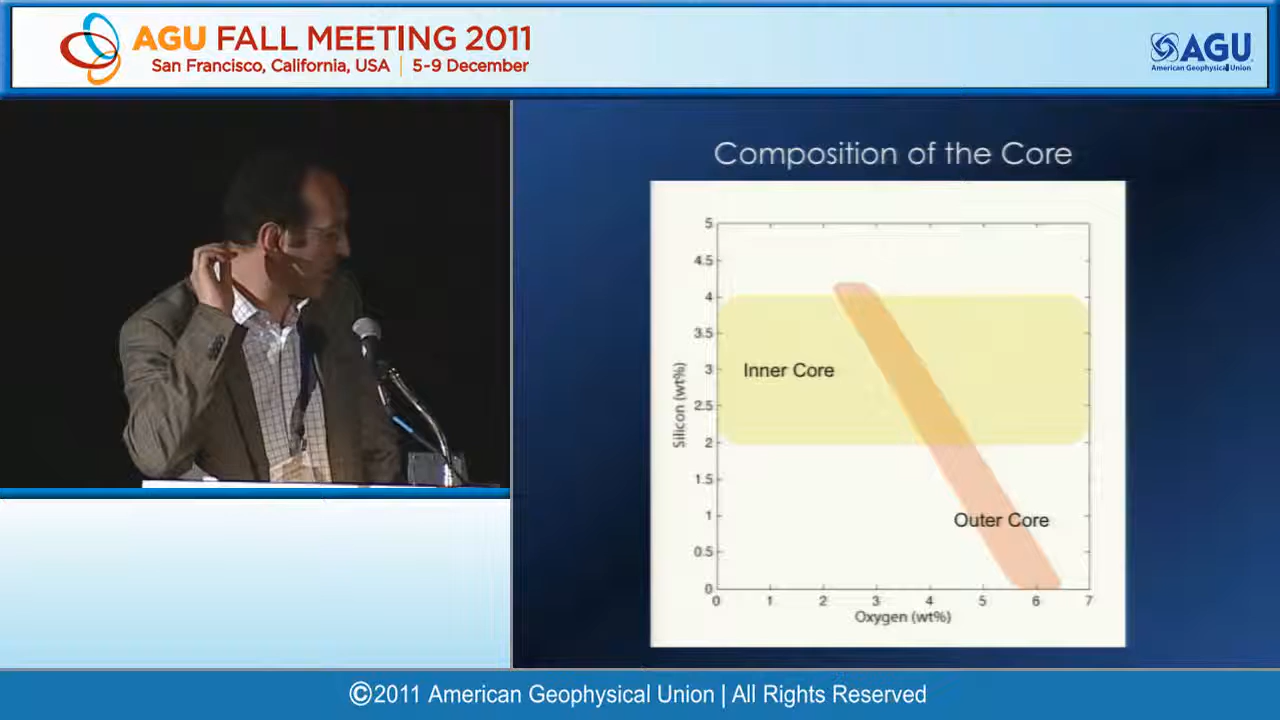 AGU FALL MEETING 2011
San Francisco, California, USA | 5-9 December
AGU
American Geophysical Union
Composition of the Core
5
4.5
4
3.5
3
2.5
2
1.5
1
0.5
0
Silicon (wt%)
Inner Core
Outer Core
0 1 2 3 4 5 6 7
Oxygen (wt%)
©2011 American Geophysical Union | All Rights Reserved